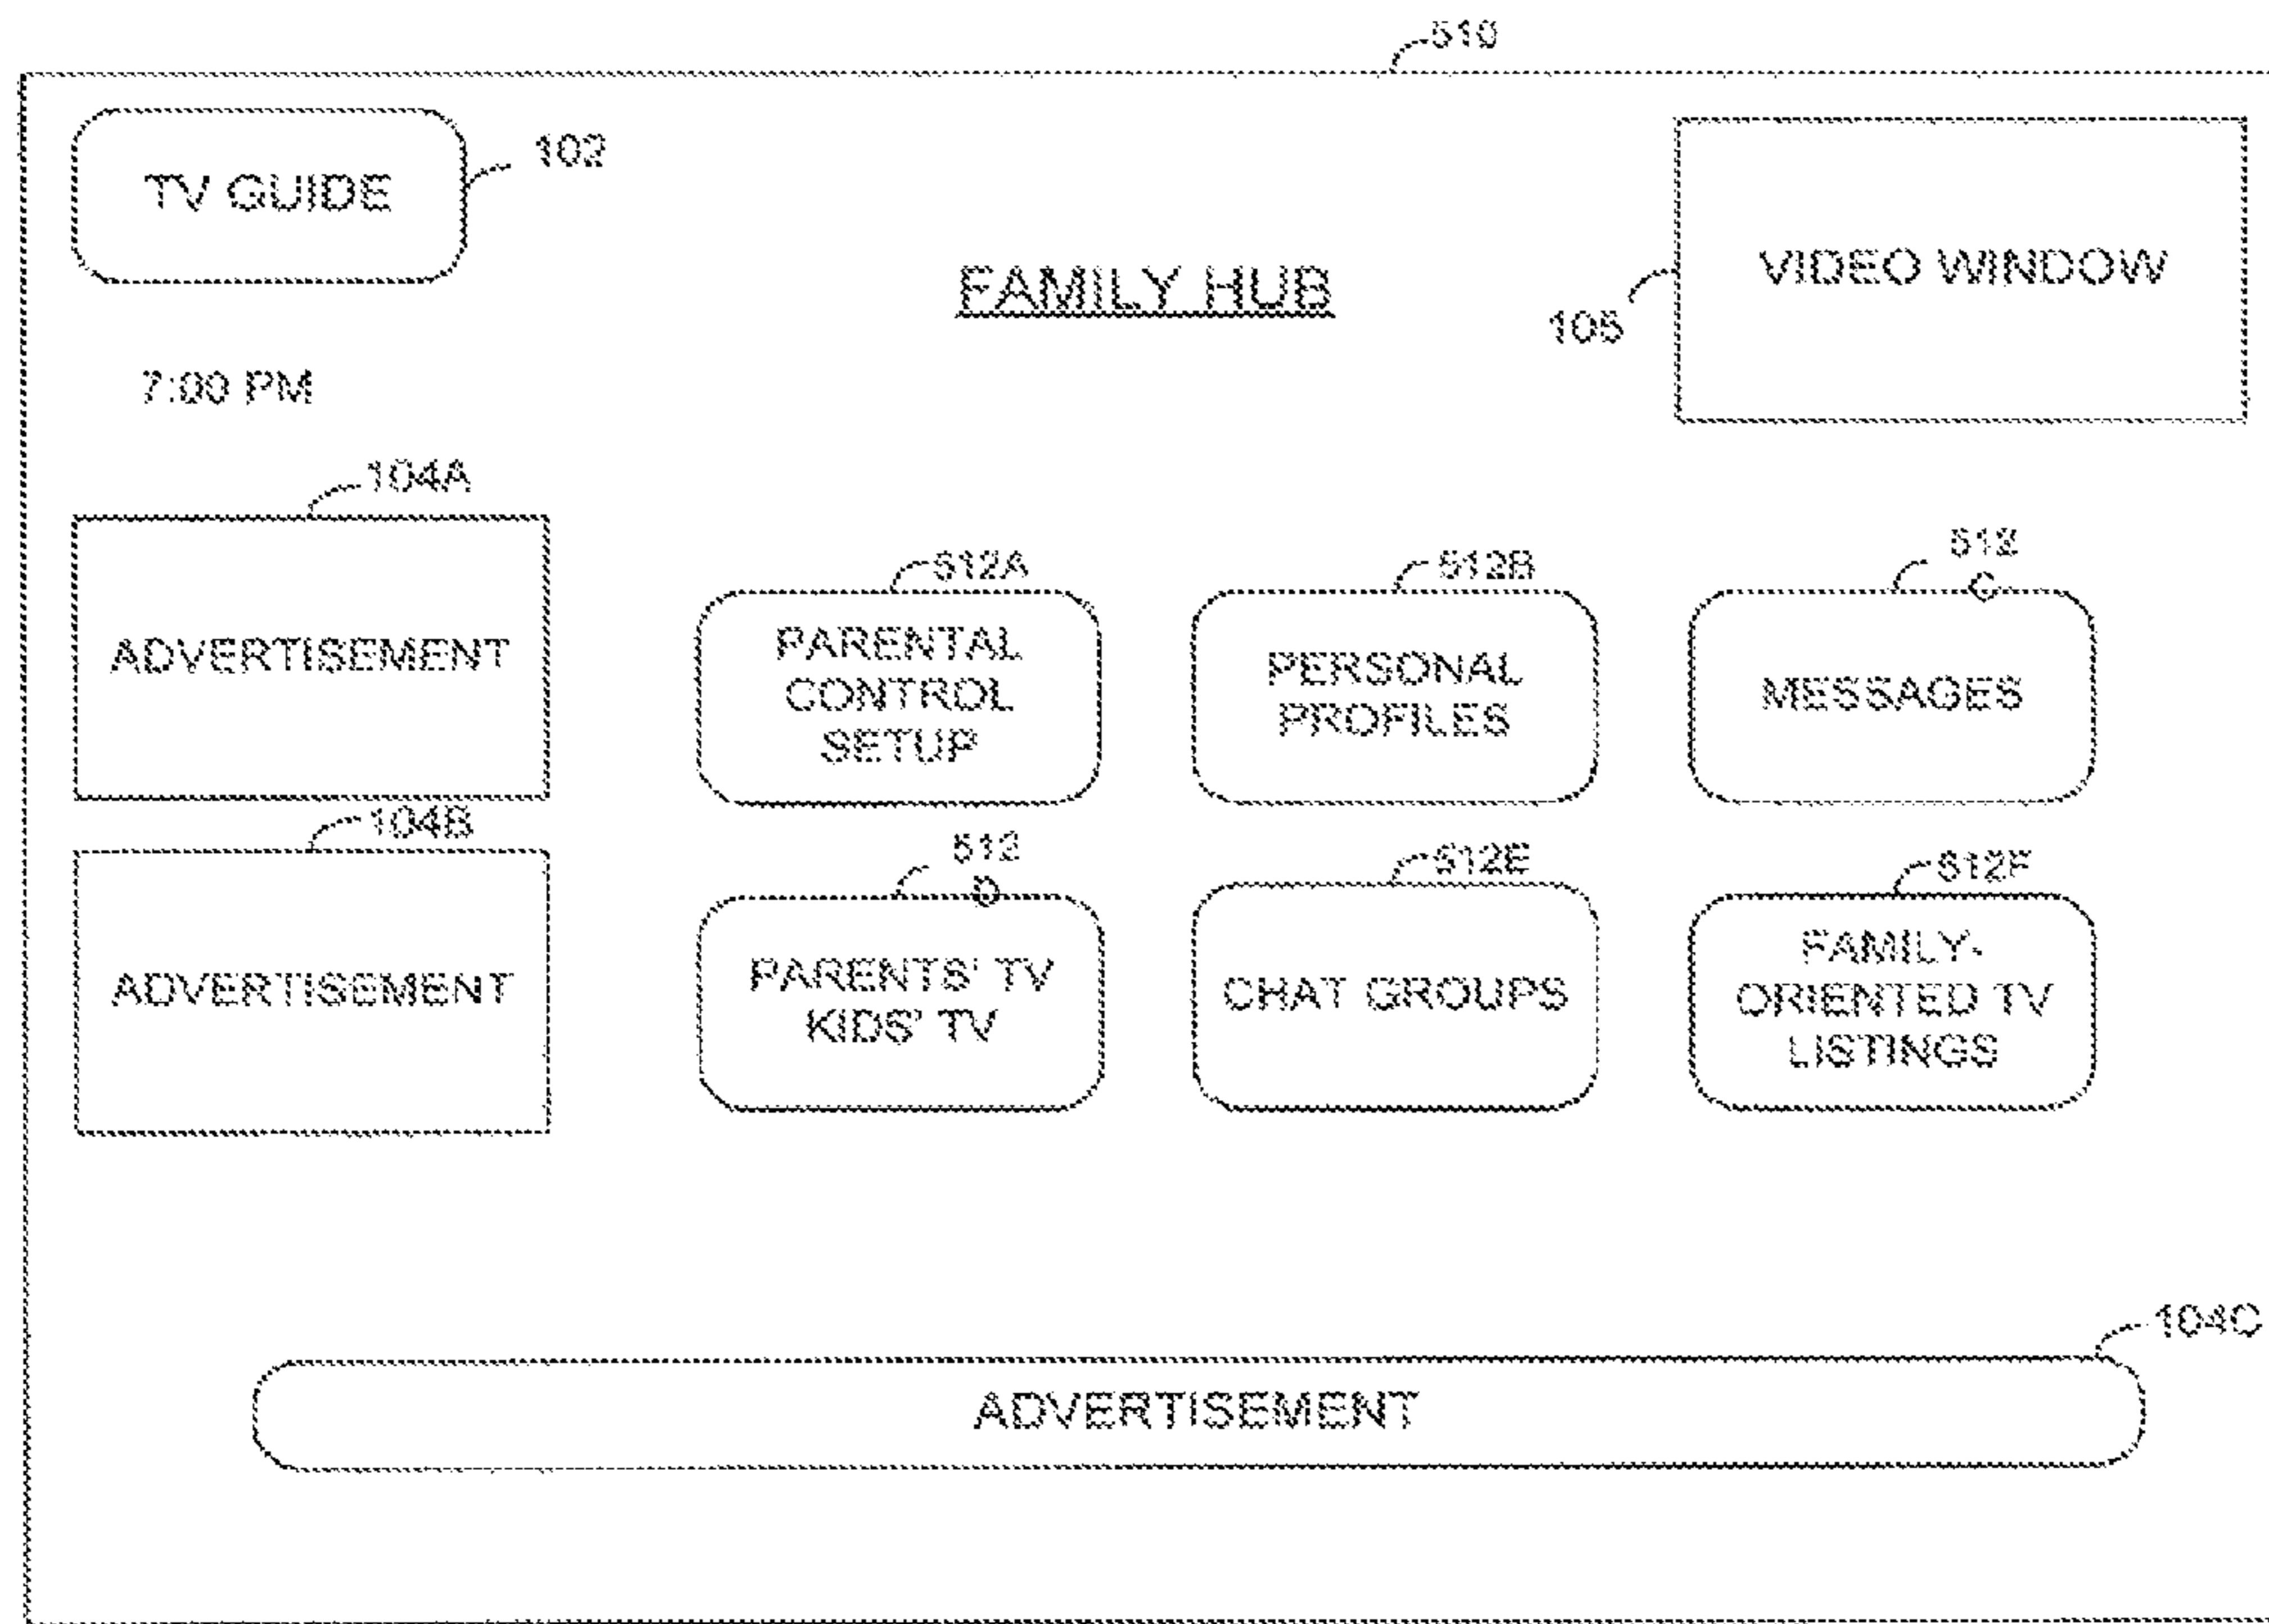 510
TV GUIDE
102
FAMILY HUB
VIDEO WINDOW
105
7:00 PM
104A
ADVERTISEMENT
512A
PARENTAL
CONTROL
SETUP
512B
PERSONAL
PROFILES
512
C
MESSAGES
104B
ADVERTISEMENT
512
D
PARENTS' TV
KIDS' TV
512E
CHAT GROUPS
512F
FAMILY-
ORIENTED TV
LISTINGS
104C
ADVERTISEMENT